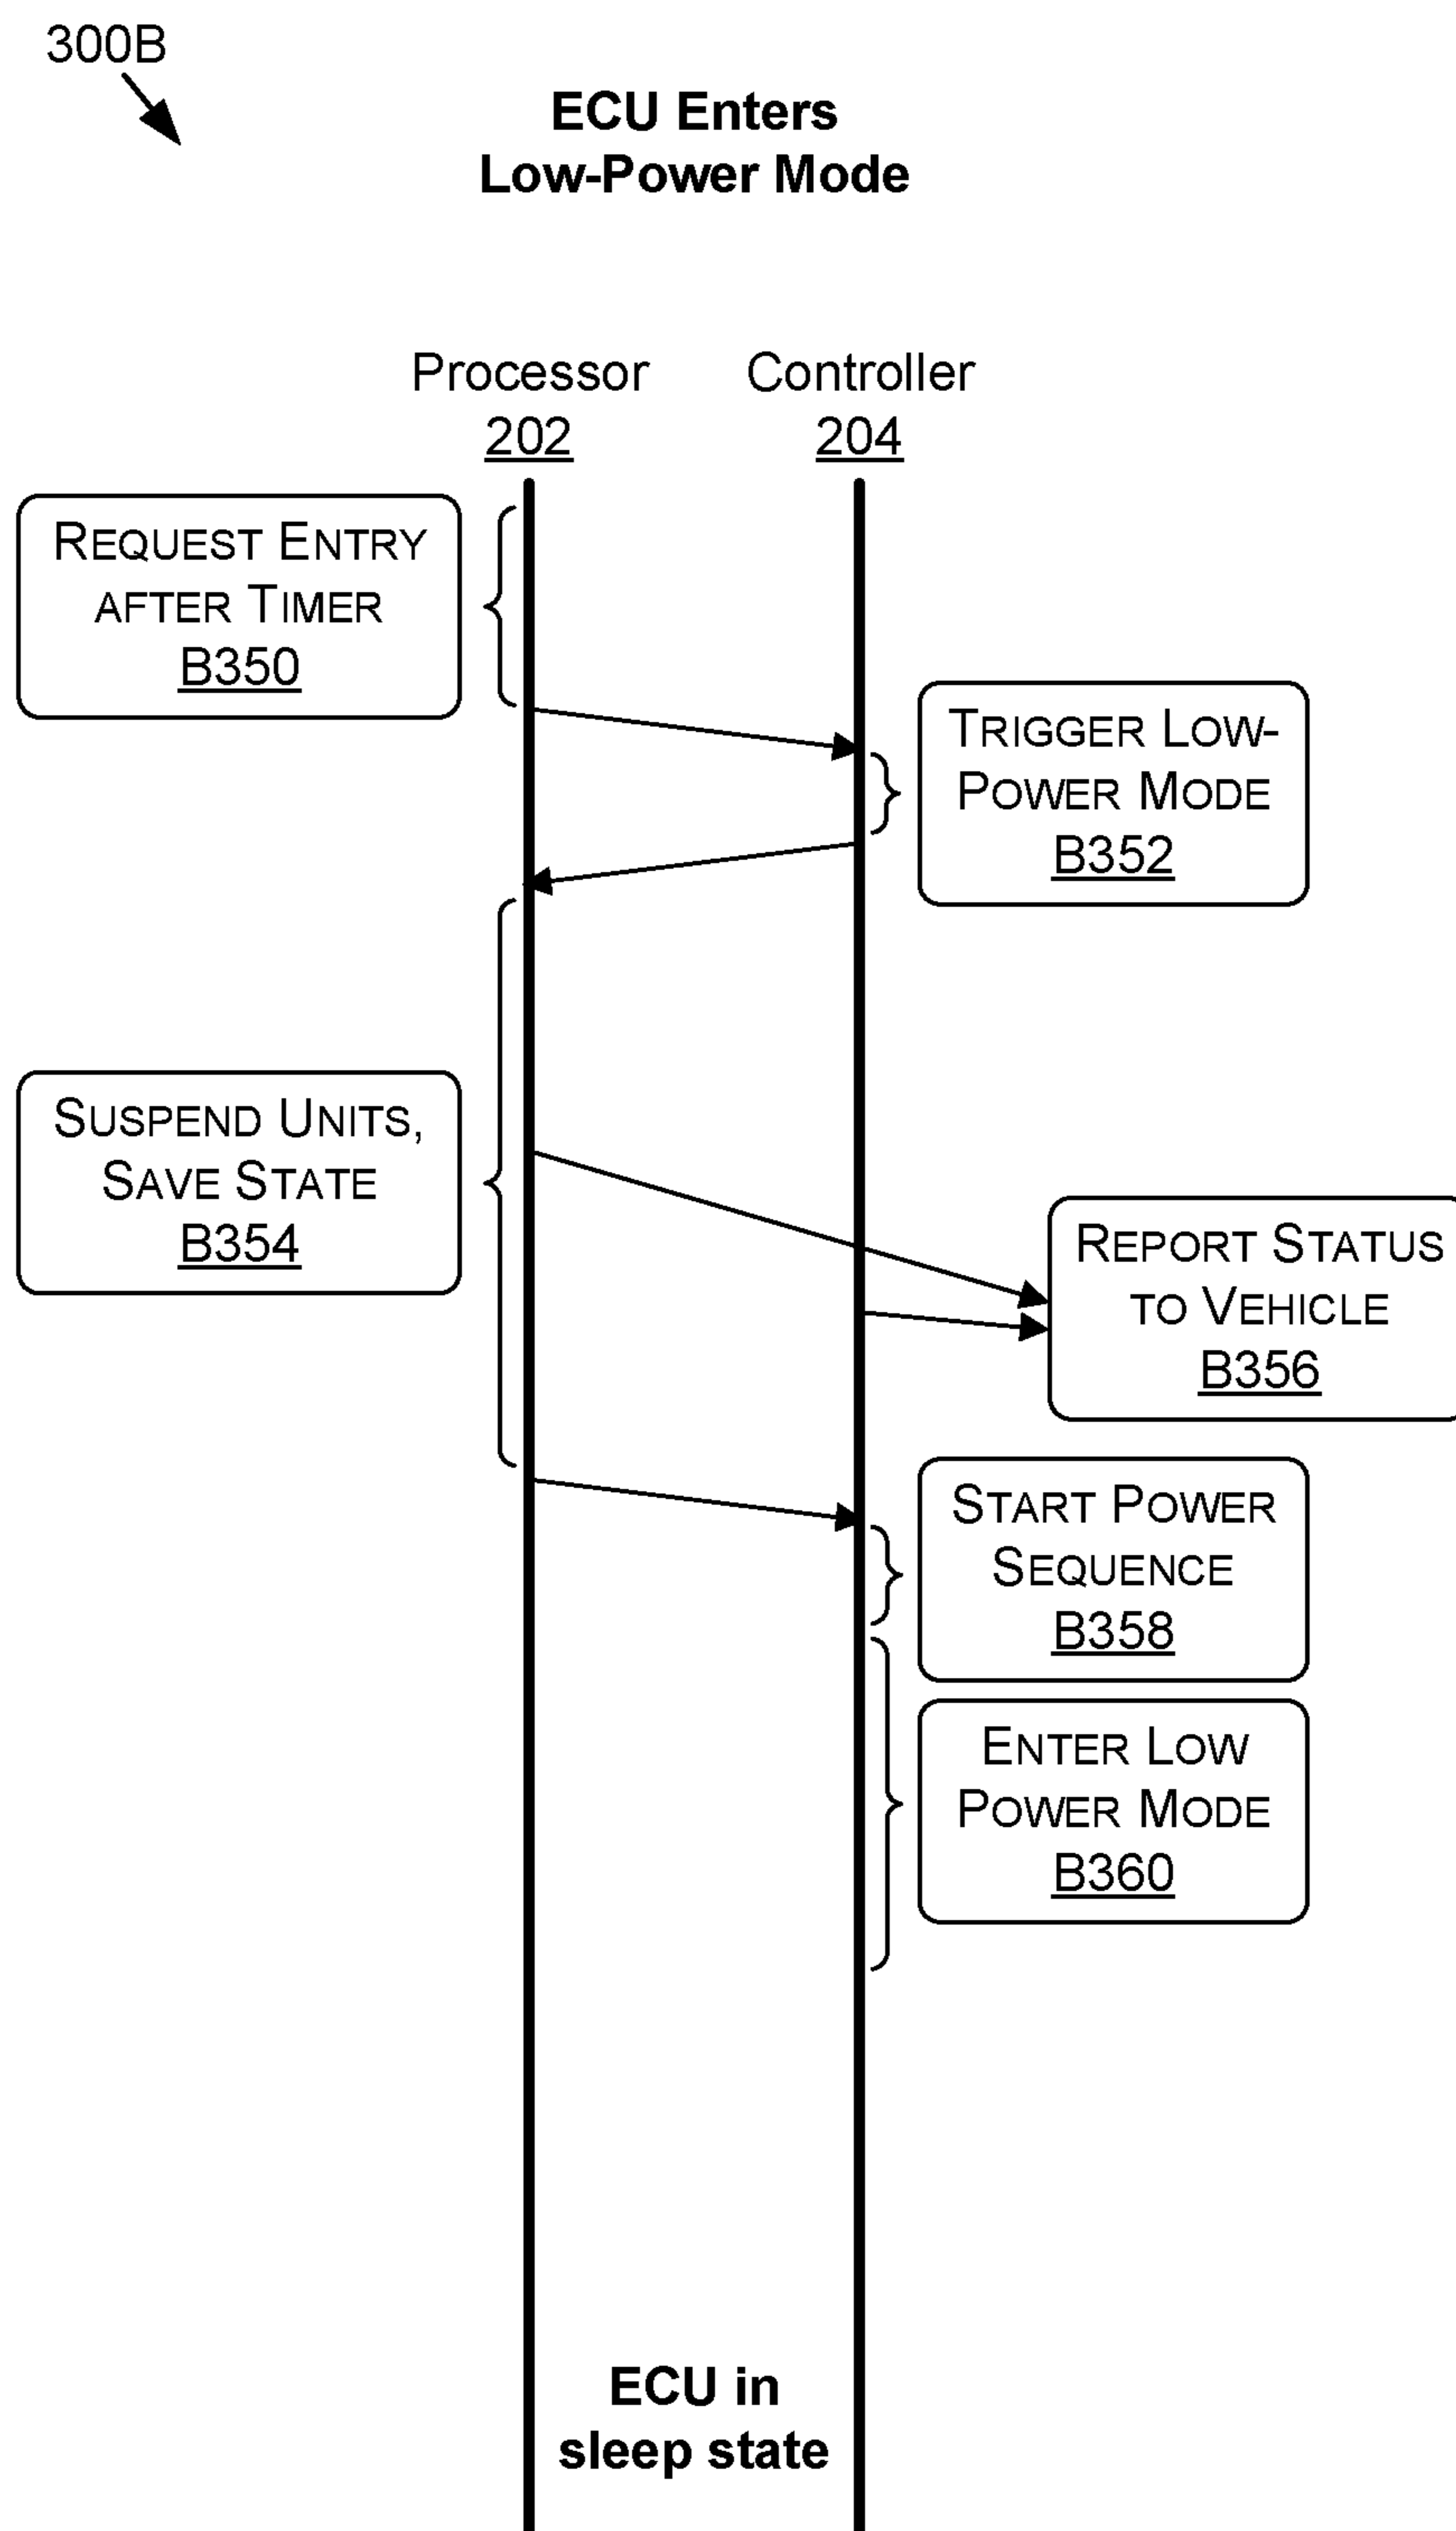 300B
ECU Enters
Low-Power Mode
Processor
202
Controller
204
REQUEST ENTRY
AFTER TIMER
B350
TRIGGER LOW-
POWER MODE
B352
SUSPEND UNITS,
SAVE STATE
B354
REPORT STATUS
TO VEHICLE
B356
START POWER
SEQUENCE
B358
ENTER LOW
POWER MODE
B360
ECU in
sleep state